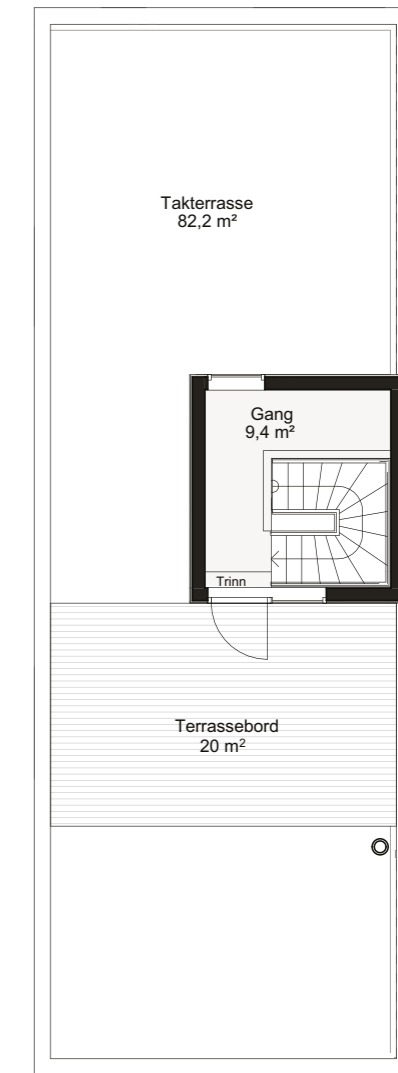 Takterrasse
82,2 m²
Gang
9,4 m²
Trinn
Terrassebord
20 m²